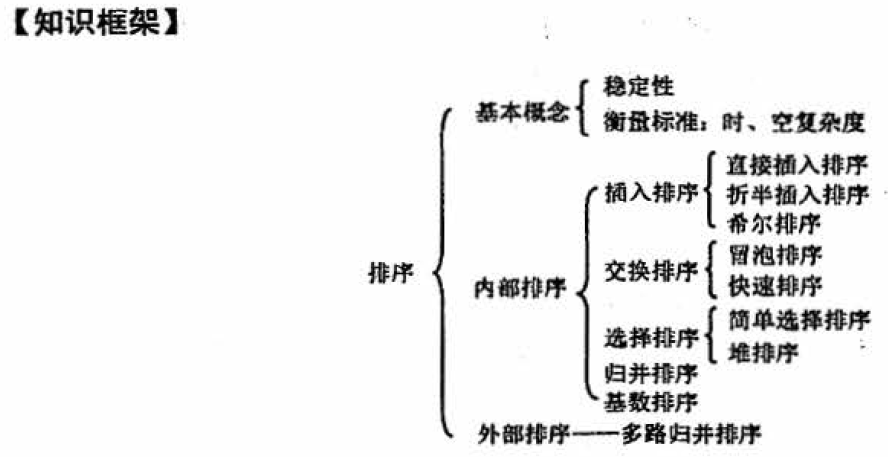 【知识框架】
稳定性
基本概念
衡量标准：时、空复杂度
直接插入排序
插入排序
折半插入排序
希尔排序
冒泡排序
交换排序
快速排序
排序
内部排序
简单选择排序
选择排序
堆排序
归并排序
基数排序
外部排序——多路归并排序